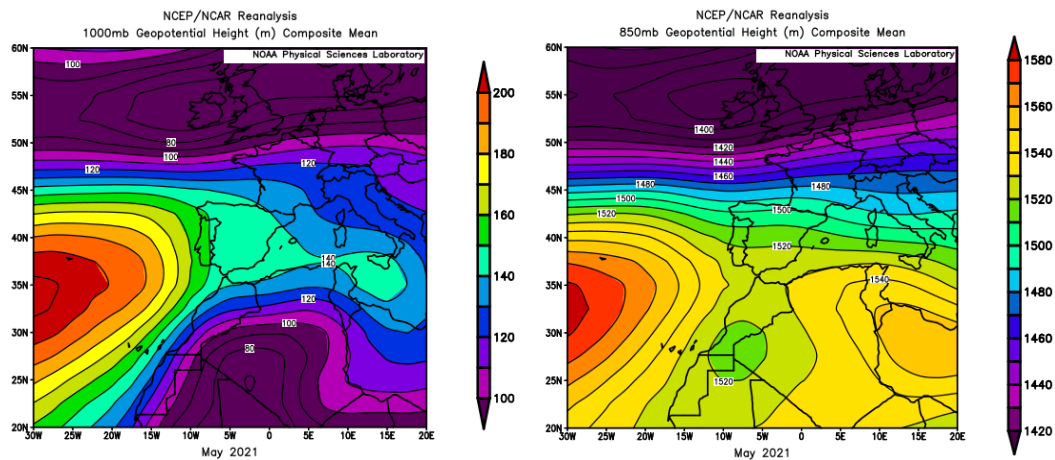 NCEP/NCAR Reanalysis
1000mb Geopotential Height (m) Composite Mean
NOAA Physical Sciences Laboratory
60N
55N
50N
45N
40N
35N
30N
25N
20N
30W 25W 20W 15W 10W 5W 0 5E 10E 15E 20E
May 2021
100
80
100
120
120
140
140
120
100
80
200
180
160
140
120
100
NCEP/NCAR Reanalysis
850mb Geopotential Height (m) Composite Mean
NOAA Physical Sciences Laboratory
60N
55N
50N
45N
40N
35N
30N
25N
20N
30W 25W 20W 15W 10W 5W 0 5E 10E 15E 20E
May 2021
1400
1420
1440
1460
1480
1480
1500
1500
1520
1520
1540
1520
1580
1560
1540
1520
1500
1480
1460
1440
1420